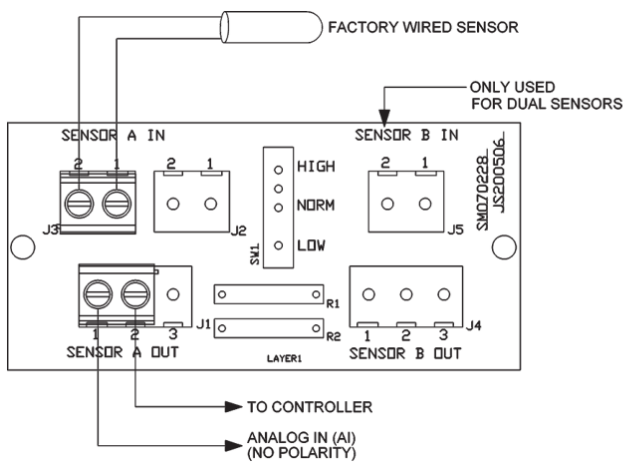 FACTORY WIRED SENSOR
ONLY USED
FOR DUAL SENSORS
SENSOR A IN
SENSOR B IN
2 1
2 1
2 1
HIGH
NORM
LOW
SW1
J3
J2
J5
SM070228
JS200506
1 2 3
J1
SENSOR A OUT
R1
R2
LAYER1
1 2 3
J4
SENSOR B OUT
TO CONTROLLER
ANALOG IN (AI)
(NO POLARITY)